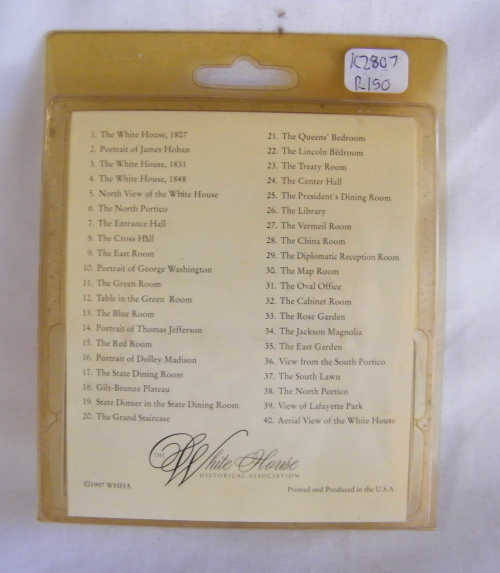 K2807
R150
1. The White House, 1807
2. Portrait of James Hoban
3. The White House, 1831
4. The White House, 1848
5. North View of the White House
6. The North Portico
7. The Entrance Hall
8. The Cross Hall
9. The East Room
10. Portrait of George Washington
11. The Green Room
12. Table in the Green Room
13. The Blue Room
14. Portrait of Thomas Jefferson
15. The Red Room
16. Portrait of Dolley Madison
17. The State Dining Room
18. Gilt-Bronze Plateau
19. State Dinner in the State Dining Room
20. The Grand Staircase
21. The Queens' Bedroom
22. The Lincoln Bedroom
23. The Treaty Room
24. The Center Hall
25. The President's Dining Room
26. The Library
27. The Vermeil Room
28. The China Room
29. The Diplomatic Reception Room
30. The Map Room
31. The Oval Office
32. The Cabinet Room
33. The Rose Garden
34. The Jackson Magnolia
35. The East Garden
36. View from the South Portico
37. The South Lawn
38. The North Portico
39. View of Lafayette Park
40. Aerial View of the White House
THE White House
HISTORICAL ASSOCIATION
©1997 WHHA
Printed and Produced in the U.S.A.